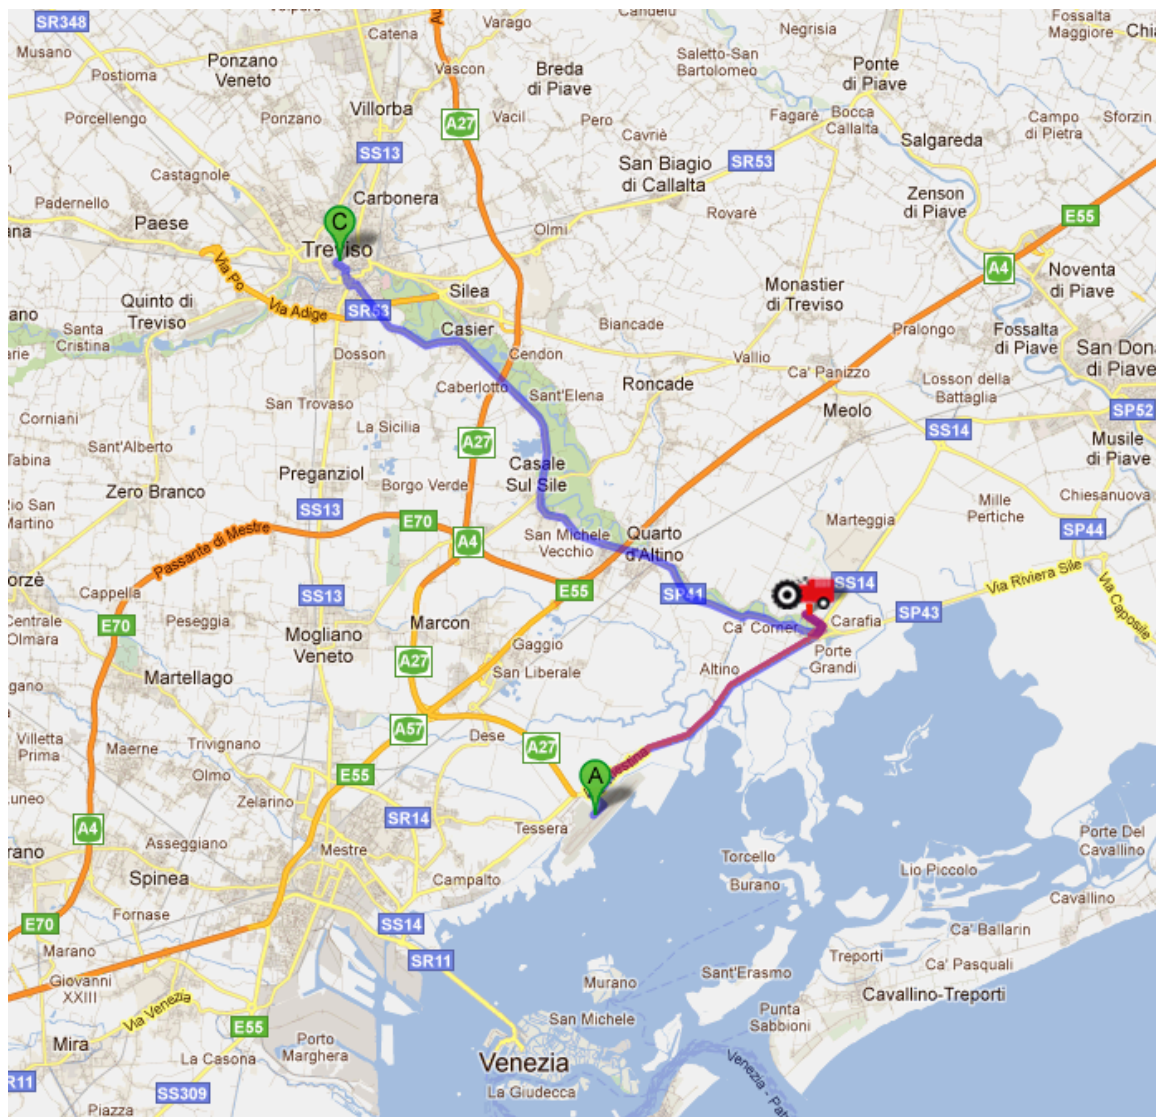 SR348
Musano
Postioma
Porcellengo
Ponzano
Veneto
Ponzano
Catena
Varago
Villorba
Vascon
A27
Vacil
Breda
di Piave
Pero
Candelu
Saletto-San
Bartolomeo
Negrisia
Ponte
di Piave
Fossalta
Maggiore
Fagarè
Bocca
Callalta
Campo
di Pietra
Sforzin
Salgareda
Cavriè
SS13
San Biagio
di Callalta
SR53
Castagnole
Carbonera
Padernello
Paese
C
Treviso
Olmi
Rovarè
Zenson
di Piave
E55
A4
Noventa
di Piave
Via Po
Via Adige
SR53
Silea
Quinto di
Treviso
Santa
Cristina
Casier
Dosson
Cendon
Biancade
Monastier
di Treviso
Pralongo
Fossalta
di Piave
San Dona
di Piave
Vallio
Ca' Panizzo
Losson della
Battaglia
Caberlotto
Sant'Elena
Roncade
San Trovaso
Meolo
SP52
SS14
Musile
di Piave
Corniani
La Sicilia
A27
Sant'Alberto
Preganziol
Casale
Sul Sile
Borgo Verde
Zero Branco
SS13
Chiesanuova
Mille
Pertiche
Marteggia
SP44
E70
A4
San Michele
Vecchio
Quarto
d'Altino
Passante di Mestre
Cappella
E55
SP41
SS14
Via Riviera Sile
Via Caposile
SS13
Peseggia
E70
Mogliano
Veneto
Marcon
Gaggio
San Liberale
A27
Ca' Corner
Carafia
SP43
Porte
Grandi
Altino
Martellago
Villetta
Prima
Maerne
Trivignano
Olmo
A57
Dese
A27
E55
Zelarino
A
Tessera
SR14
A4
Asseggiano
Mestre
Spinea
Campalto
Torcello
Burano
Lio Piccolo
Porte Del
Cavallino
Cavallino
Fornase
E70
SS14
Marano
SR11
Giovanni
XXIII
Ca' Ballarin
Treporti
Ca' Pasquali
Sant'Erasmo
Murano
Cavallino-Treporti
San Michele
Punta
Sabbioni
Via Venezia
E55
Mira
La Casona
Porto
Marghera
Venezia
La Giudecca
SS309
Piazza